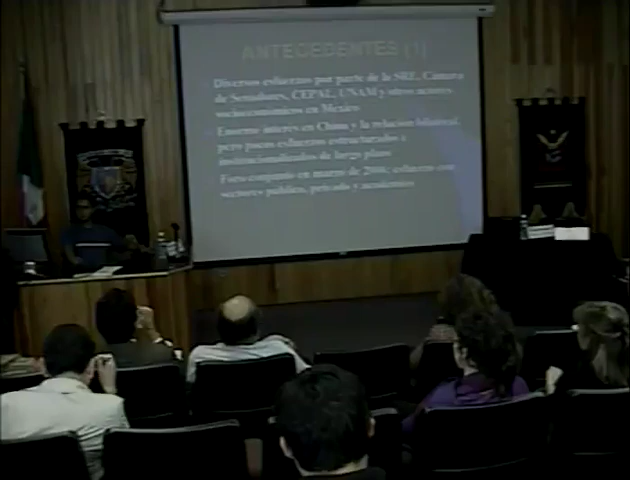 ANTECEDENTES (1)
Diversos esfuerzos por parte de la SRE, Cámara
de Senadores, CEPAL, UNAM y otros actores
socioeconómicos en México
Enorme interés en China y la relación bilateral,
pero pocos esfuerzos estructurados e
institucionalizados de largo plazo
Foro conjunto en marzo de 2006: esfuerzo con
sectores público, privado y académico